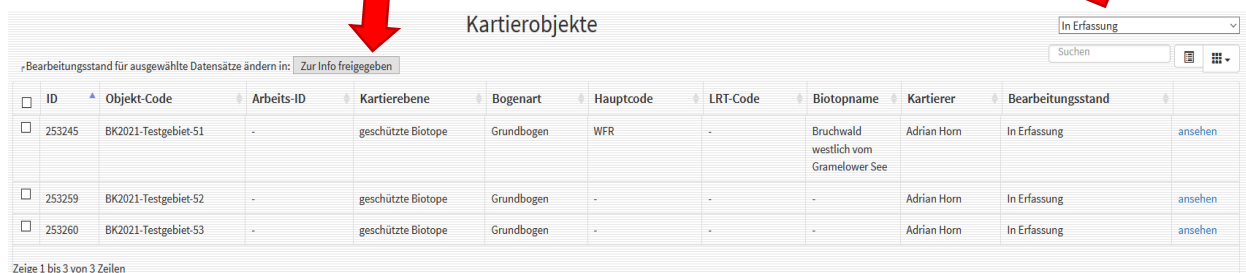 Kartierobjekte
In Erfassung
Suchen
Bearbeitungsstand für ausgewählte Datensätze ändern in: Zur Info freigegeben
ID Objekt-Code Arbeits-ID Kartierebene Bogenart Hauptcode LRT-Code Biotopname Kartierer Bearbeitungsstand
253245 BK2021-Testgebiet-51 - geschützte Biotope Grundbogen WFR - Bruchwald Adrian Horn In Erfassung ansehen
westlich vom
Gramelower See
253259 BK2021-Testgebiet-52 - geschützte Biotope Grundbogen - - - Adrian Horn In Erfassung ansehen
253260 BK2021-Testgebiet-53 - geschützte Biotope Grundbogen - - - Adrian Horn In Erfassung ansehen
Zeige 1 bis 3 von 3 Zeilen